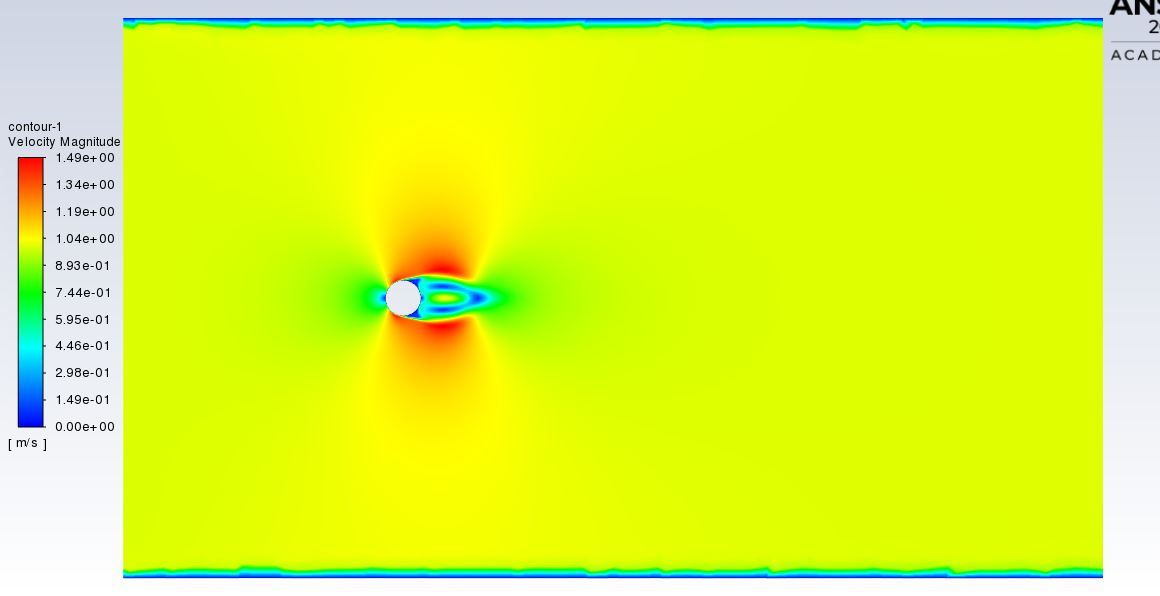 ANS
20
ACAD
contour-1
Velocity Magnitude
1.49e+00
1.34e+00
1.19e+00
1.04e+00
8.93e-01
7.44e-01
5.95e-01
4.46e-01
2.98e-01
1.49e-01
0.00e+00
[ m/s ]